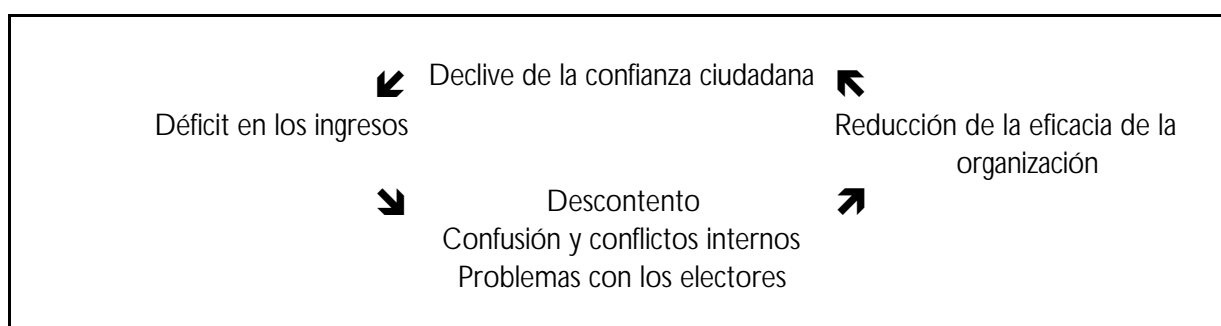 Declive de la confianza ciudadana
Déficit en los ingresos
Reducción de la eficacia de la
organización
Descontento
Confusión y conflictos internos
Problemas con los electores